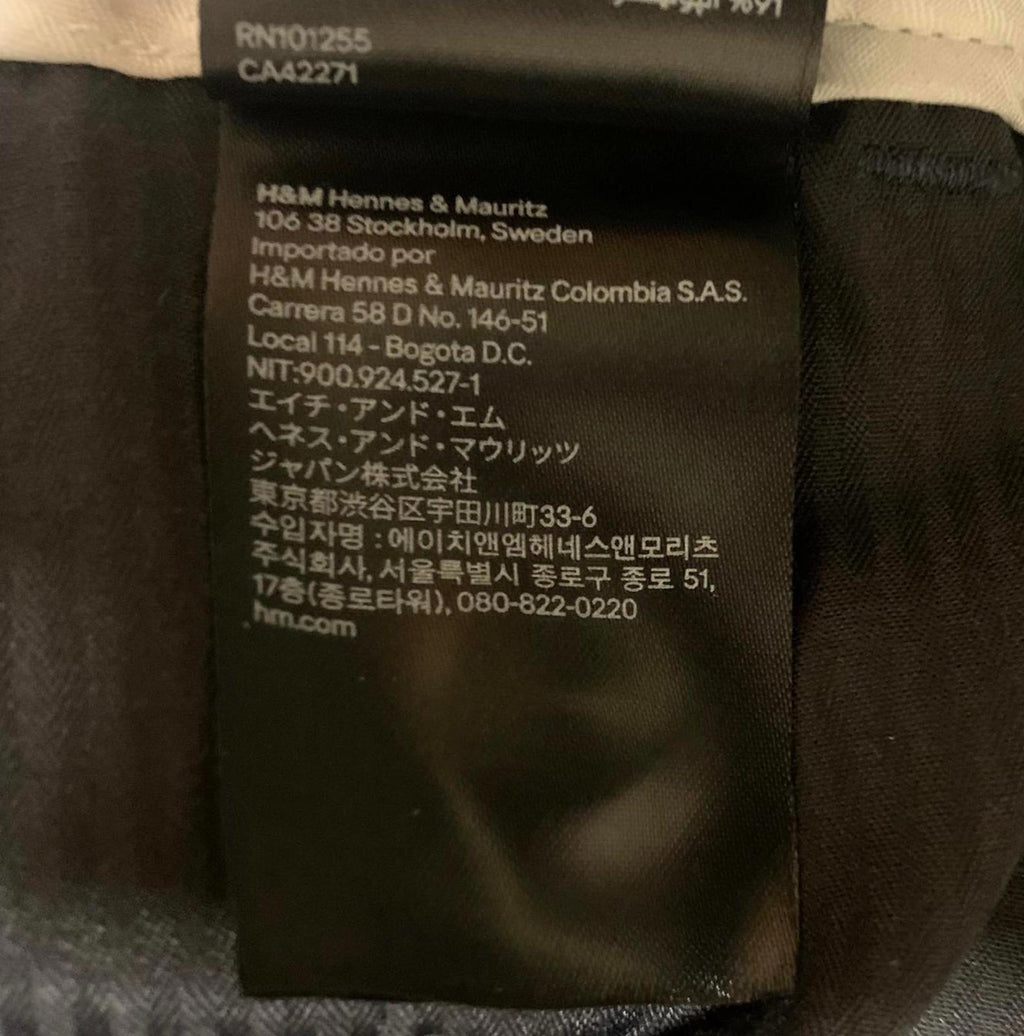 RN101255
CA42271
H&M Hennes & Mauritz
106 38 Stockholm, Sweden
Importado por
H&M Hennes & Mauritz Colombia S.A.S.
Carrera 58 D No. 146-51
Local 114 - Bogota D.C.
NIT:900.924.527-1
エイチ・アンド・エム
ヘネス・アンド・マウリッツ
ジャパン株式会社
東京都渋谷区宇田川町33-6
수입자명 : 에이치앤엠헤네스앤모리츠
주식회사, 서울특별시 종로구 종로 51,
17층(종로타워), 080-822-0220
hm.com